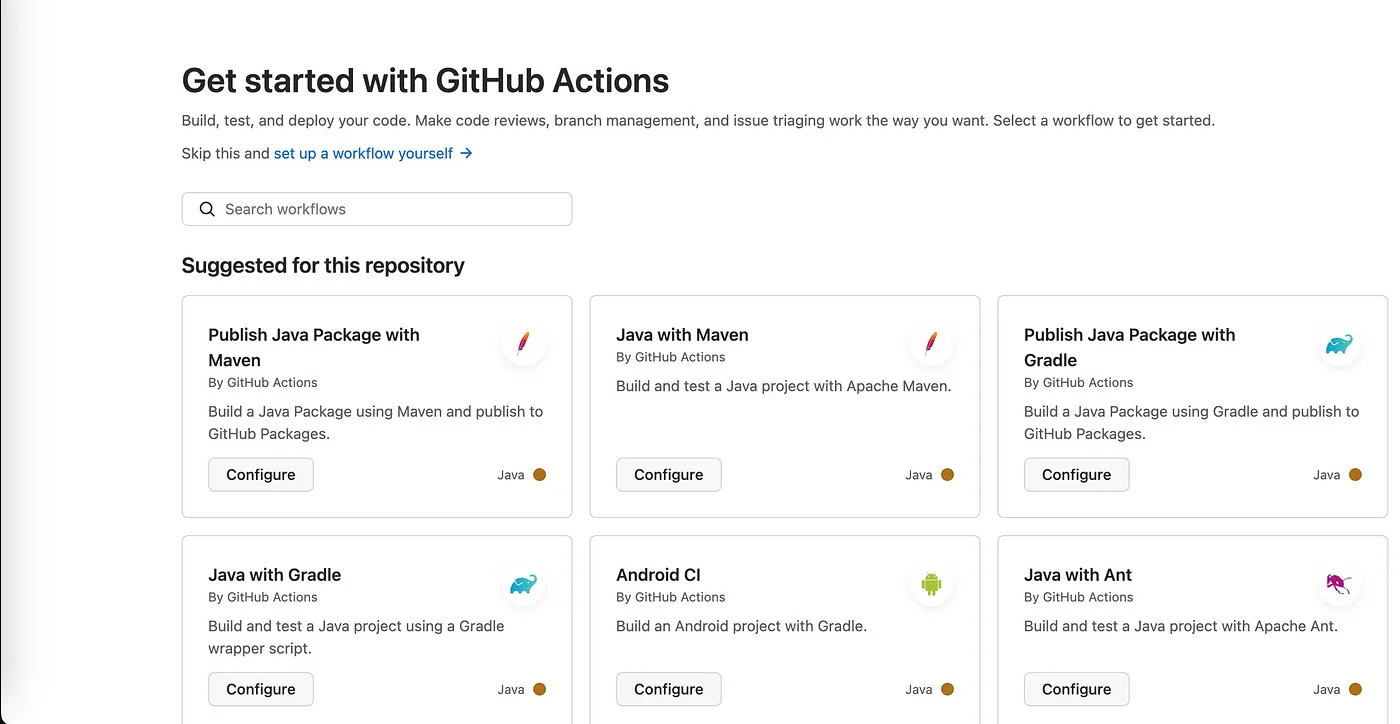 Get started with GitHub Actions
Build, test, and deploy your code. Make code reviews, branch management, and issue triaging work the way you want. Select a workflow to get started.
Skip this and set up a workflow yourself →
Search workflows
Suggested for this repository
Publish Java Package with
Maven
By GitHub Actions
Build a Java Package using Maven and publish to
GitHub Packages.
Configure
Java
Java with Maven
By GitHub Actions
Build and test a Java project with Apache Maven.
Configure
Java
Publish Java Package with
Gradle
By GitHub Actions
Build a Java Package using Gradle and publish to
GitHub Packages.
Configure
Java
Java with Gradle
By GitHub Actions
Build and test a Java project using a Gradle
wrapper script.
Configure
Java
Android CI
By GitHub Actions
Build an Android project with Gradle.
Configure
Java
Java with Ant
By GitHub Actions
Build and test a Java project with Apache Ant.
Configure
Java